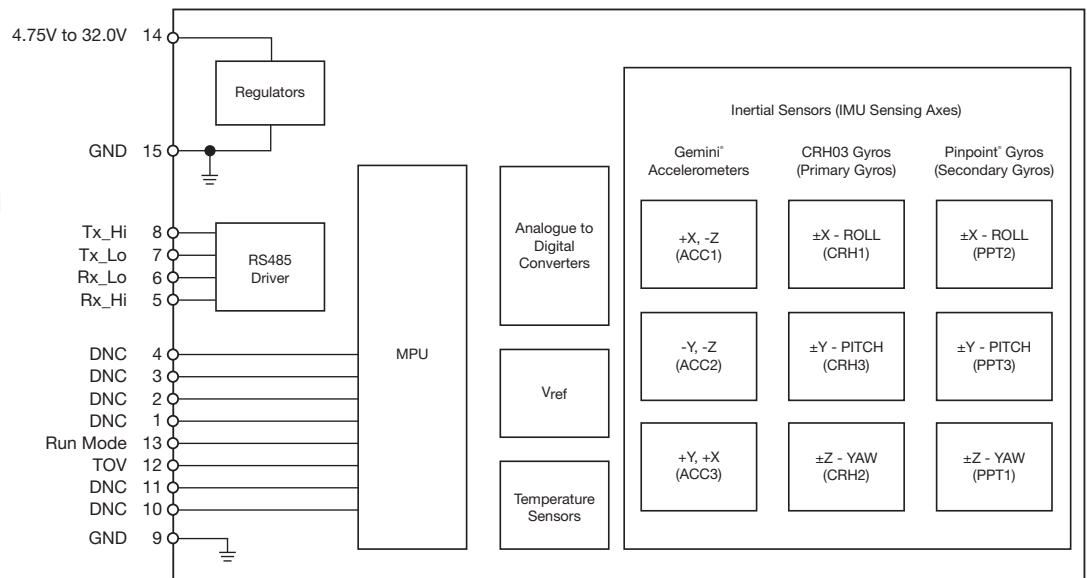 4.75V to 32.0V 14
Regulators
GND 15
Tx_Hi 8
Tx_Lo 7
Rx_Lo 6
Rx_Hi 5
RS485
Driver
DNC 4
DNC 3
DNC 2
DNC 1
Run Mode 13
TOV 12
DNC 11
DNC 10
GND 9
MPU
Analogue to
Digital
Converters
Vref
Temperature
Sensors
Inertial Sensors (IMU Sensing Axes)
Gemini®
Accelerometers
CRH03 Gyros
(Primary Gyros)
Pinpoint® Gyros
(Secondary Gyros)
+X, -Z
(ACC1)
±X - ROLL
(CRH1)
±X - ROLL
(PPT2)
-Y, -Z
(ACC2)
±Y - PITCH
(CRH3)
±Y - PITCH
(PPT3)
+Y, +X
(ACC3)
±Z - YAW
(CRH2)
±Z - YAW
(PPT1)